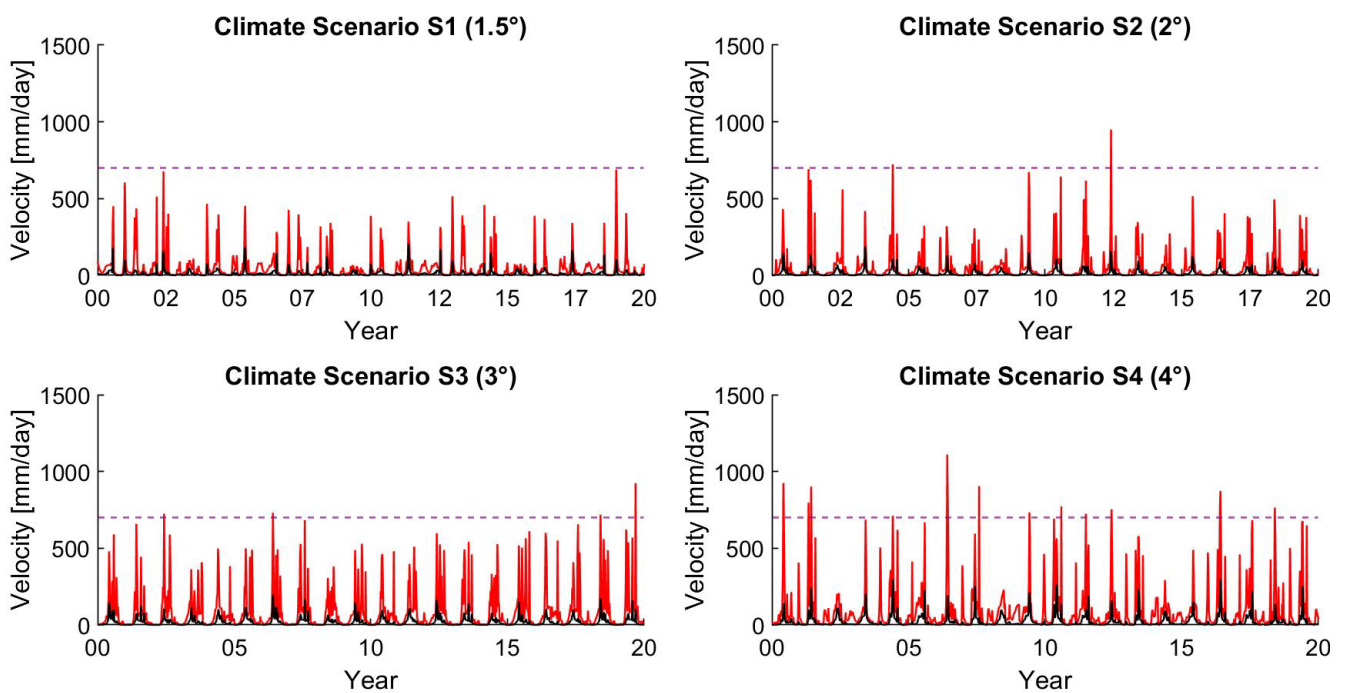 Climate Scenario S1 (1.5°)
Velocity [mm/day]
1500
1000
500
0
00 02 05 07 10 12 15 17 20
Year
Climate Scenario S2 (2°)
Velocity [mm/day]
1500
1000
500
0
00 02 05 07 10 12 15 17 20
Year
Climate Scenario S3 (3°)
Velocity [mm/day]
1500
1000
500
0
00 05 10 15 20
Year
Climate Scenario S4 (4°)
Velocity [mm/day]
1500
1000
500
0
00 05 10 15 20
Year